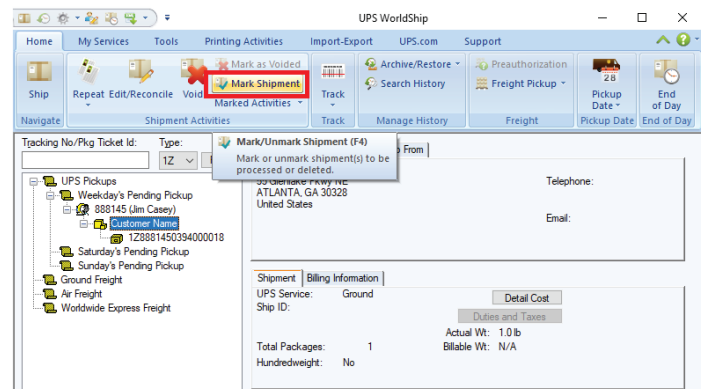 UPS WorldShip
Home My Services Tools Printing Activities Import-Export UPS.com Support
Ship
Repeat Edit/Reconcile Void
Mark as Voided
Mark Shipment
Marked Activities
Track
Archive/Restore
Search History
Preauthorization
Freight Pickup
28
Pickup Date
End of Day
Navigate Shipment Activities Track Manage History Freight Pickup Date End of Day
Tracking No/Pkg Ticket Id: Type:
1Z
Mark/Unmark Shipment (F4)
Mark or unmark shipment(s) to be
processed or deleted.
From
UPS Pickups
Weekday's Pending Pickup
888145 (Jim Casey)
Customer Name
1Z8881450394000018
Saturday's Pending Pickup
Sunday's Pending Pickup
Ground Freight
Air Freight
Worldwide Express Freight
55 Glenlake Pkwy NE
ATLANTA, GA 30328
United States
Telephone:
Email:
Shipment Billing Information
UPS Service: Ground
Ship ID:
Detail Cost
Duties and Taxes
Actual Wt: 1.0 lb
Total Packages: 1 Billable Wt: N/A
Hundredweight: No